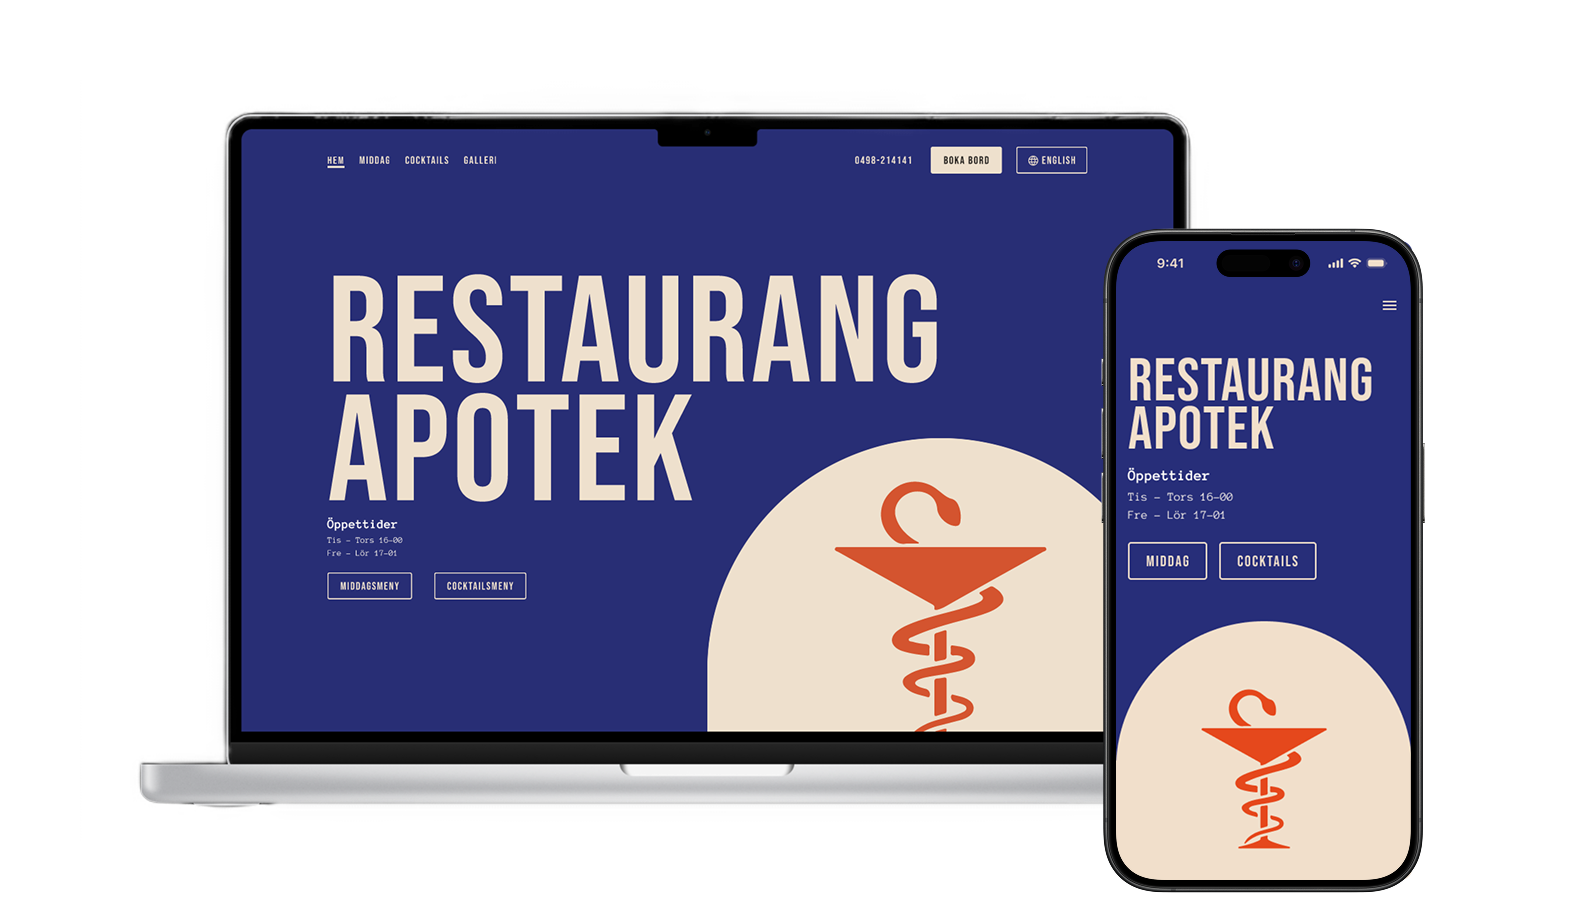 HEM MIDDAG COCKTAILS GALLERI 0498-214141 BOKA BORD ENGLISH
RESTAURANG
APOTEK
Öppettider
Tis – Tors 16–00
Fre – Lör 17–01
MIDDAGSMENY COCKTAILSMENY
9:41
RESTAURANG
APOTEK
Öppettider
Tis – Tors 16–00
Fre – Lör 17–01
MIDDAG COCKTAILS